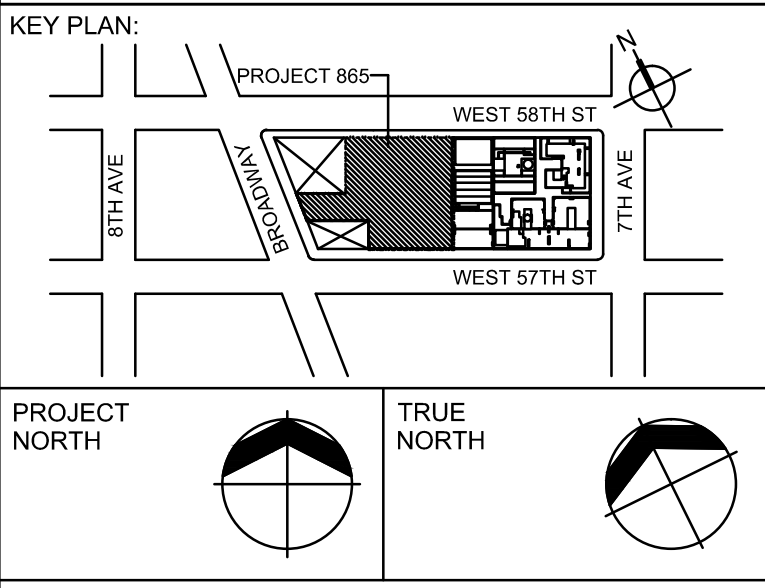 KEY PLAN:
N
PROJECT 865
WEST 58TH ST
8TH AVE
BROADWAY
7TH AVE
WEST 57TH ST
PROJECT
NORTH
TRUE
NORTH